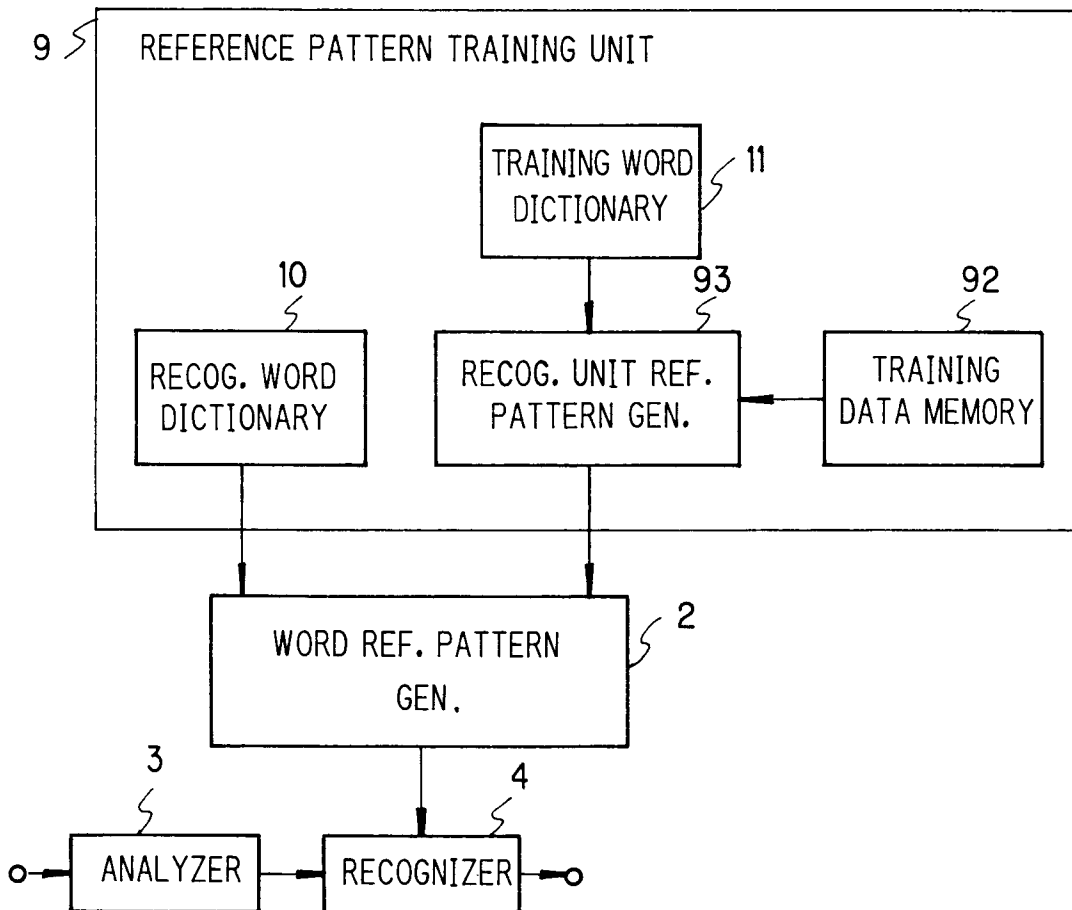 9
REFERENCE PATTERN TRAINING UNIT
TRAINING WORD
DICTIONARY
11
10
RECOG. WORD
DICTIONARY
93
RECOG. UNIT REF.
PATTERN GEN.
92
TRAINING
DATA MEMORY
WORD REF. PATTERN
GEN.
2
3
ANALYZER
4
RECOGNIZER